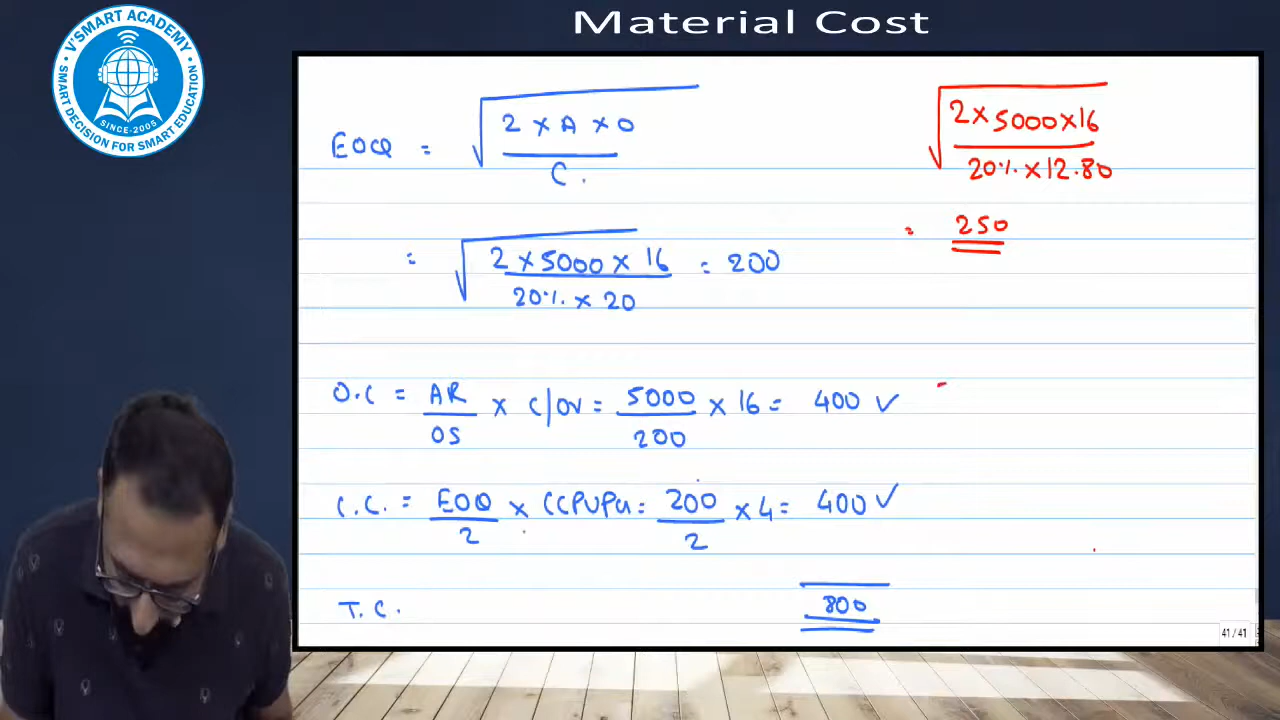 Material Cost
V'SMART ACADEMY
SINCE-2005
SMART DECISION FOR SMART EDUCATION
EOQ = √(2 × A × O / C.)
= √(2 × 5000 × 16 / 20% × 20) = 200
√(2 × 5000 × 16 / 20% × 12.80)
= 250
O.C = AR/OS × C/OV = 5000/200 × 16 = 400 ✓
C.C. = EOQ/2 × CCPUPU = 200/2 × 4 = 400 ✓
T.C. 800
41 / 41